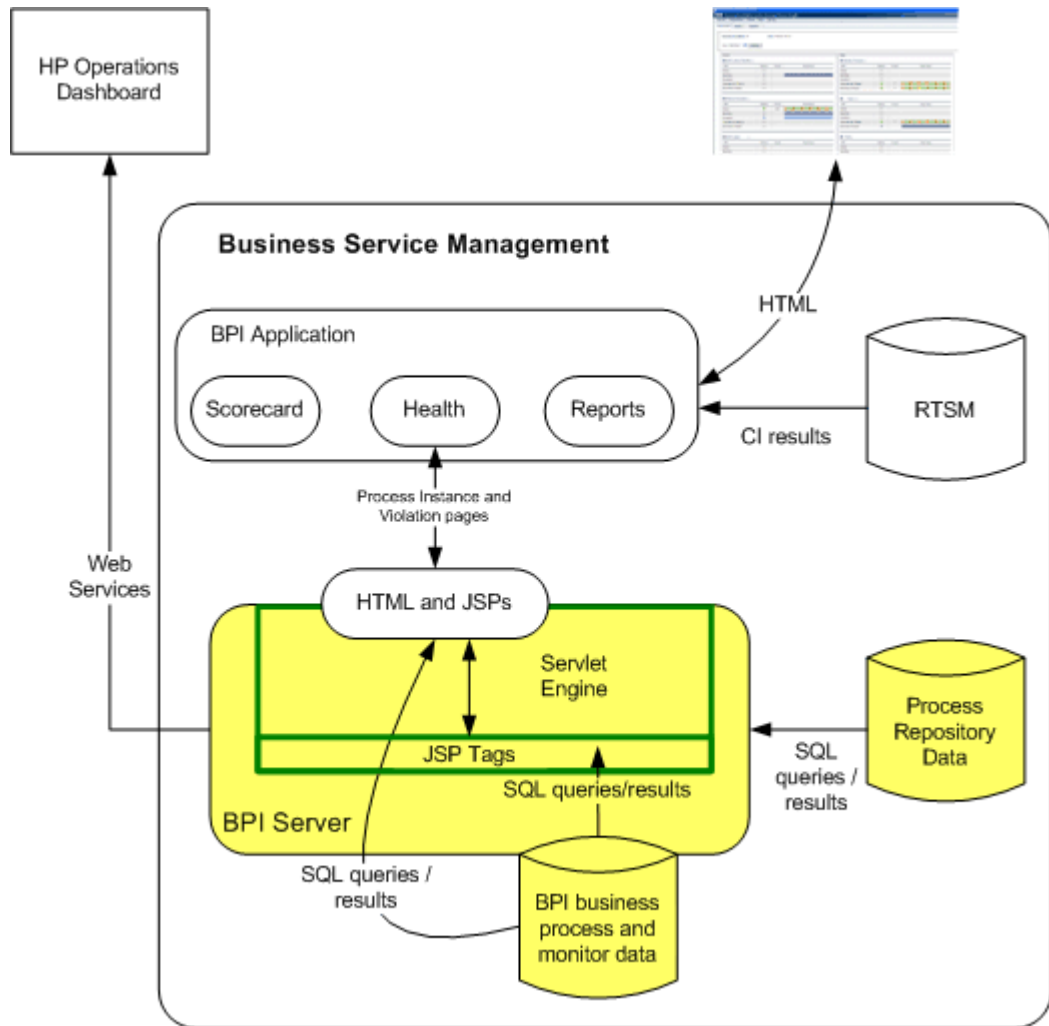 HP Operations
Dashboard
Business Service Management
HTML
BPI Application
Scorecard
Health
Reports
RTSM
CI results
Process Instance and
Violation pages
Web
Services
HTML and JSPs
Servlet
Engine
Process
Repository
Data
JSP Tags
SQL
queries /
results
SQL queries/results
BPI Server
SQL queries /
results
BPI business
process and
monitor data